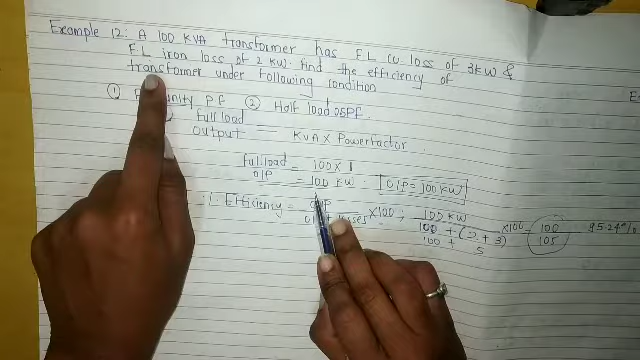 Example 12: A 100 KVA transformer has FL cu loss of 3kW &
FL iron loss of 2 kW. Find the efficiency of
transformer under following condition
① unity PF ② Half load 0.8PF.
Full load output = KVA × Powerfactor
Full load O/P = 100 × 1
= 100 KW O/P = 100 KW
Efficiency = × 100 = 100 KW / 100 + (2 + 3) × 100 = 100 / 105 95.24%
100 + 5